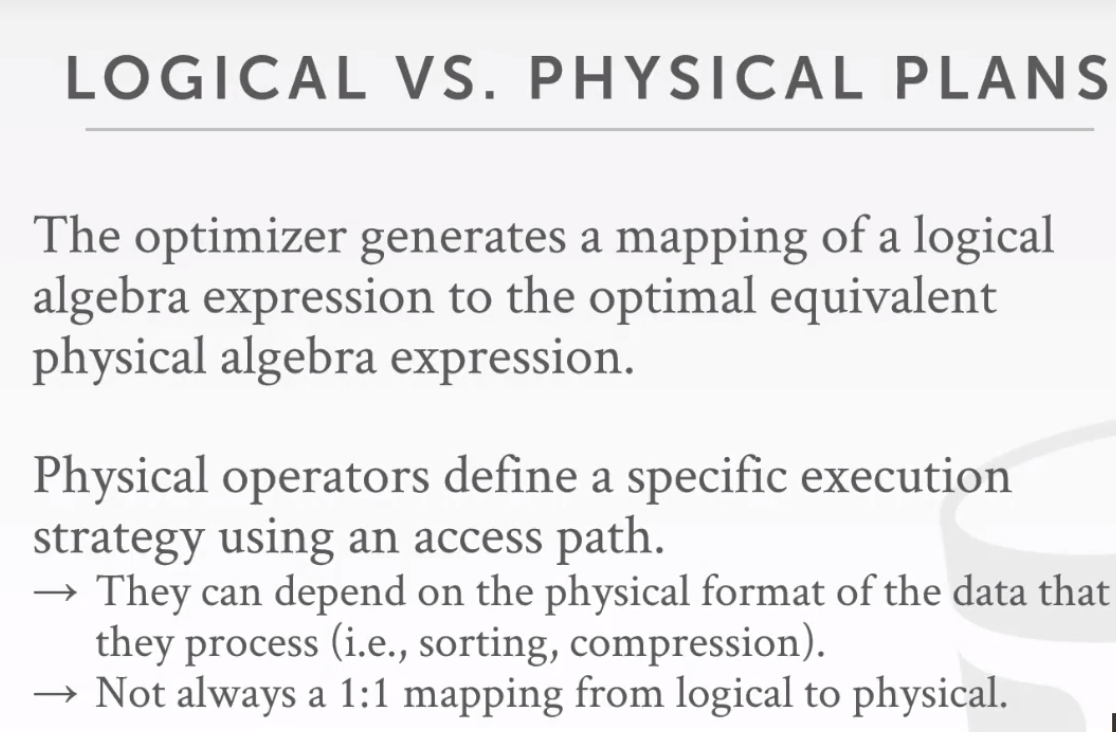 LOGICAL VS. PHYSICAL PLANS
The optimizer generates a mapping of a logical
algebra expression to the optimal equivalent
physical algebra expression.
Physical operators define a specific execution
strategy using an access path.
→ They can depend on the physical format of the data that
they process (i.e., sorting, compression).
→ Not always a 1:1 mapping from logical to physical.